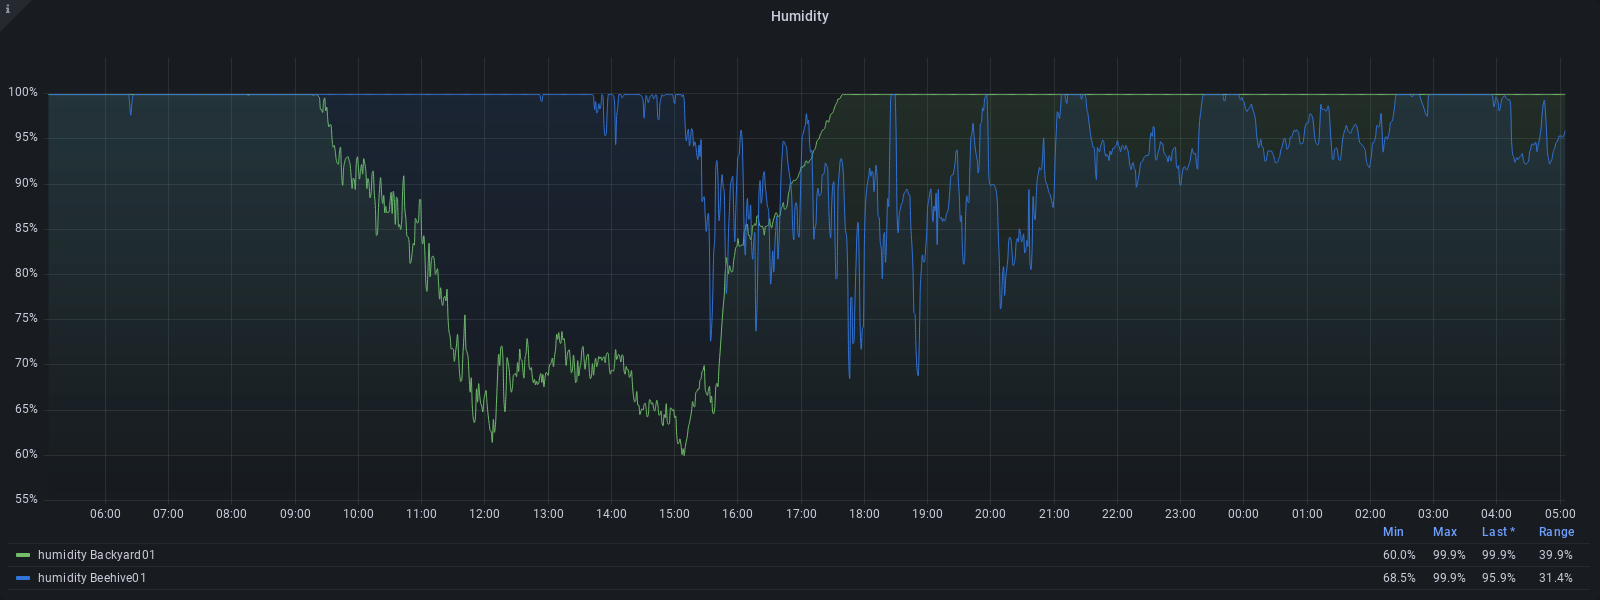 i
Humidity
100%
95%
90%
85%
80%
75%
70%
65%
60%
55%
06:00 07:00 08:00 09:00 10:00 11:00 12:00 13:00 14:00 15:00 16:00 17:00 18:00 19:00 20:00 21:00 22:00 23:00 00:00 01:00 02:00 03:00 04:00 05:00
Min Max Last * Range
humidity Backyard01 60.0% 99.9% 99.9% 39.9%
humidity Beehive01 68.5% 99.9% 95.9% 31.4%